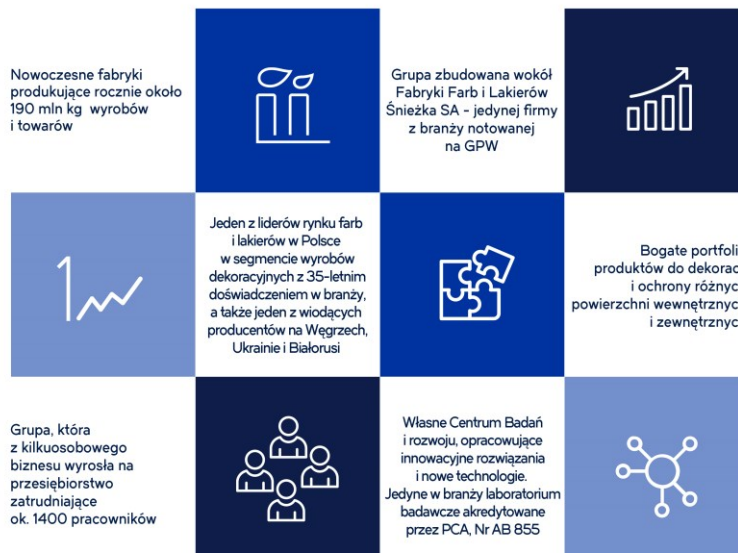 Nowoczesne fabryki
produkujące rocznie około
190 mln kg wyrobów
i towarów
Grupa zbudowana wokół
Fabryki Farb i Lakierów
Śnieżka SA - jedynej firmy
z branży notowanej
na GPW
Jeden z liderów rynku farb
i lakierów w Polsce
w segmencie wyrobów
dekoracyjnych z 35-letnim
doświadczeniem w branży,
a także jeden z wiodących
producentów na Węgrzech,
Ukrainie i Białorusi
Bogate portfoli
produktów do dekorac
i ochrony różnyc
powierzchni wewnętrznyc
i zewnętrznyc
Grupa, która
z kilkuosobowego
biznesu wyrosła na
przesiębiorstwo
zatrudniające
ok. 1400 pracowników
Własne Centrum Badań
i rozwoju, opracowujące
innowacyjne rozwiązania
i nowe technologie.
Jedyne w branży laboratorium
badawcze akredytowane
przez PCA, Nr AB 855